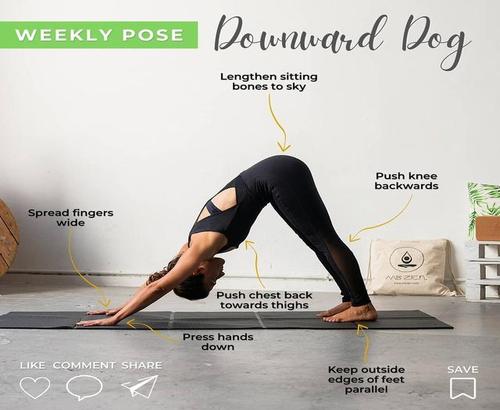 WEEKLY POSE
Downward Dog
Lengthen sitting
bones to sky
Push knee
backwards
Spread fingers
wide
Push chest back
towards thighs
Press hands
down
Keep outside
edges of feet
parallel
LIKE COMMENT SHARE
SAVE